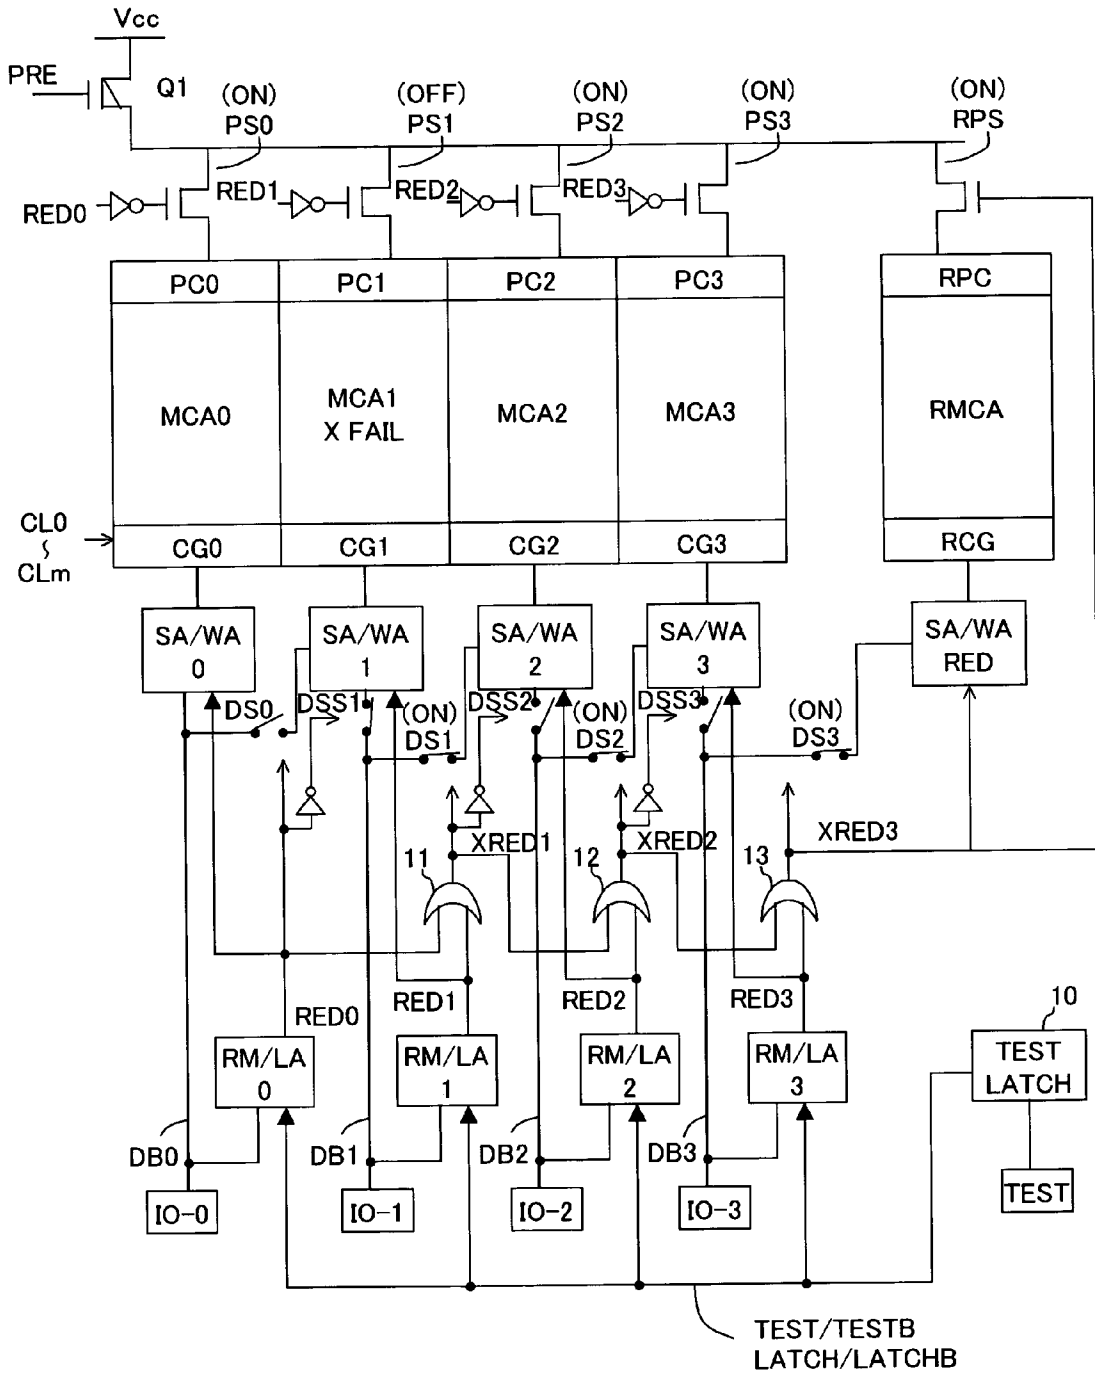 Vcc
PRE
Q1
(ON)
PS0
(OFF)
PS1
(ON)
PS2
(ON)
PS3
(ON)
RPS
RED0
RED1
RED2
RED3
PC0
PC1
PC2
PC3
RPC
MCA0
MCA1
X FAIL
MCA2
MCA3
RMCA
CL0
~
CLm
CG0
CG1
CG2
CG3
RCG
SA/WA
0
SA/WA
1
SA/WA
2
SA/WA
3
SA/WA
RED
DS0
DSS1
(ON)
DS1
DSS2
(ON)
DS2
DSS3
(ON)
DS3
11
XRED1
12
XRED2
13
XRED3
RED0
RED1
RED2
RED3
10
RM/LA
0
RM/LA
1
RM/LA
2
RM/LA
3
TEST
LATCH
DB0
DB1
DB2
DB3
TEST
IO-0
IO-1
IO-2
IO-3
TEST/TESTB
LATCH/LATCHB